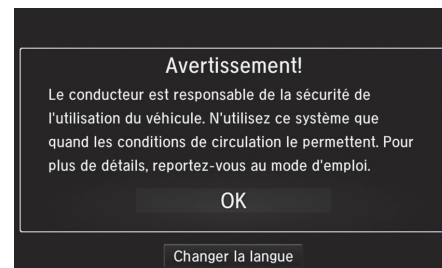 Avertissement!
Le conducteur est responsable de la sécurité de
l'utilisation du véhicule. N'utilisez ce système que
quand les conditions de circulation le permettent. Pour
plus de détails, reportez-vous au mode d'emploi.
OK
Changer la langue